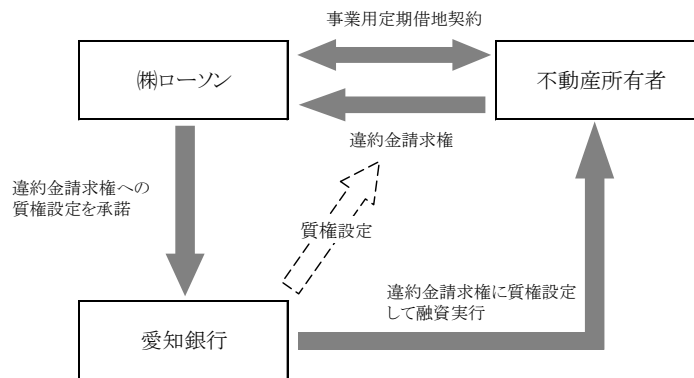 事業用定期借地契約
㈱ローソン
不動産所有者
違約金請求権
違約金請求権への
質権設定を承諾
質権設定
違約金請求権に質権設定
して融資実行
愛知銀行